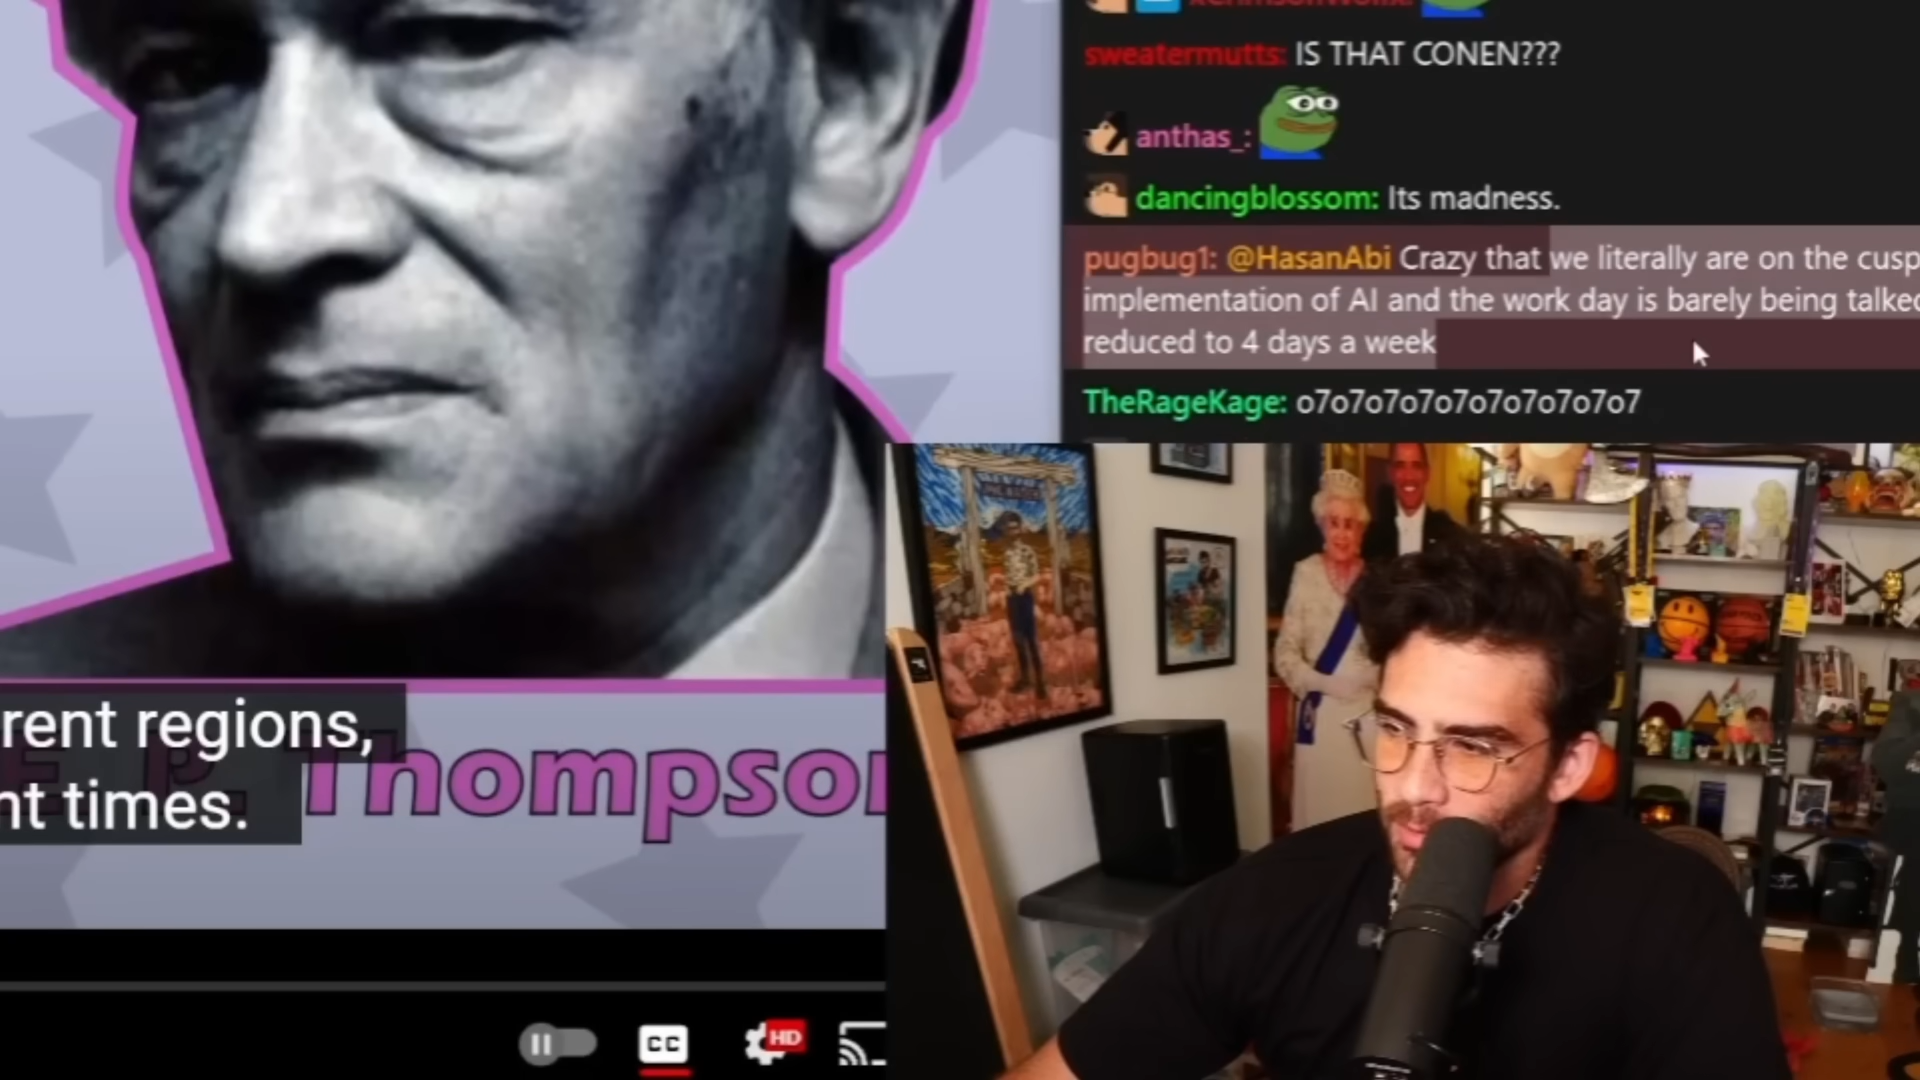 sweatermutts: IS THAT CONEN???
anthas_:
dancingblossom: Its madness.
pugbug1: @HasanAbi Crazy that we literally are on the cusp
implementation of AI and the work day is barely being talked
reduced to 4 days a week
TheRageKage: o7o7o7o7o7o7o7o7o7o7
rent regions,
nt times.
E P Thompson
CC
HD